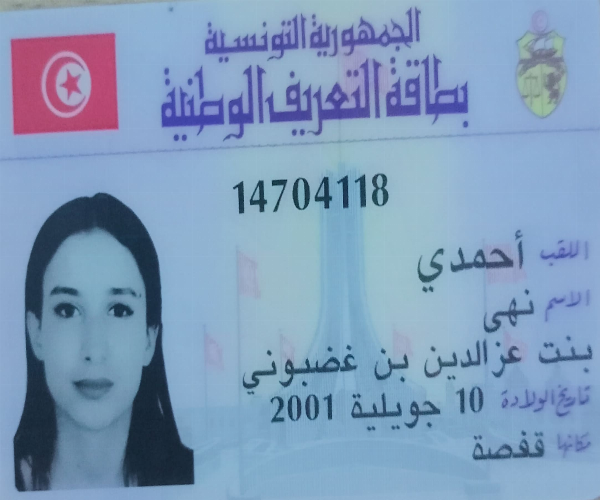 الجمهورية التونسية
بطاقة التعريف الوطنية
14704118
اللقب أحمدي
الاسم نهى
بنت عزالدين بن غضبوني
تاريخ الولادة 10 جويلية 2001
مكانها قفصة